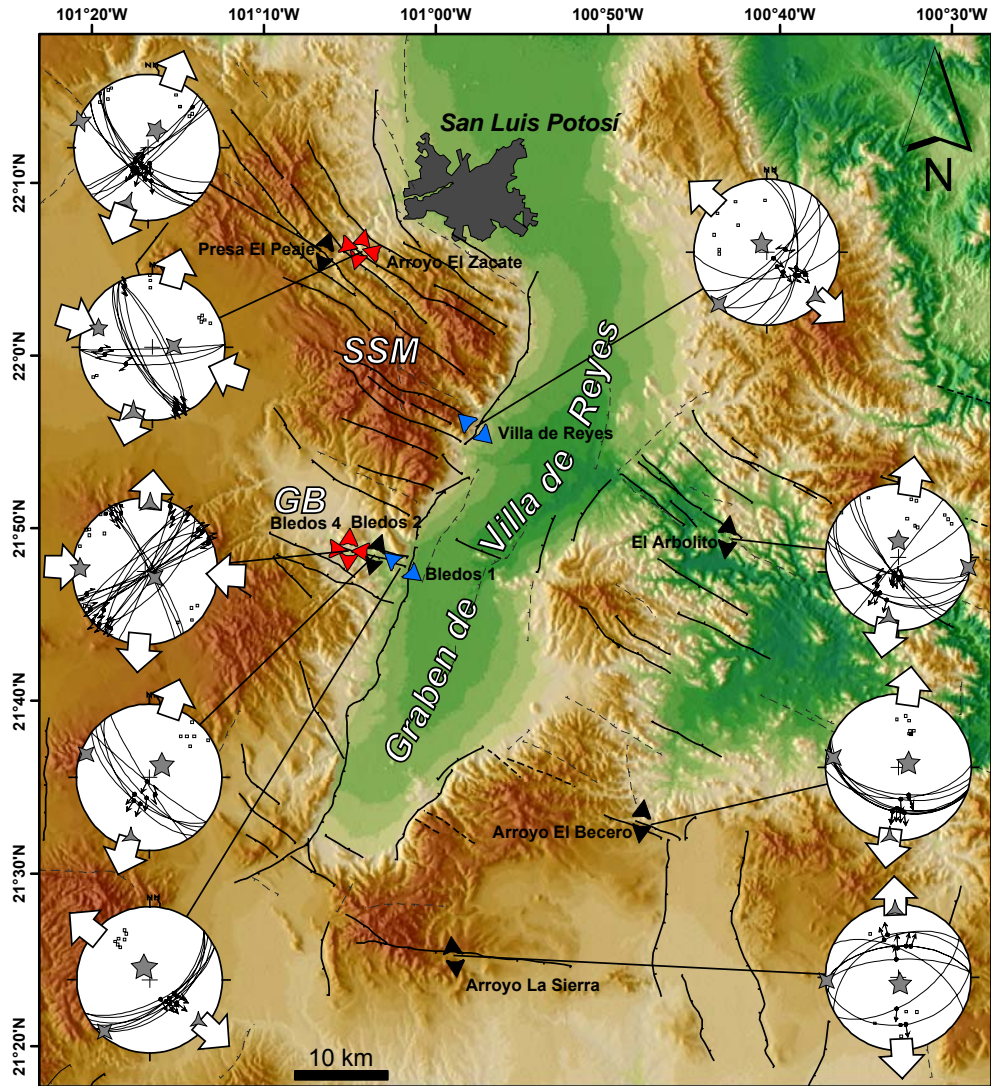 101°20'W 101°10'W 101°00'W 100°50'W 100°40'W 100°30'W
San Luis Potosí
N
22°10'N
Presa El Peaje
Arroyo El Zacate
22°0'N
SSM
Villa de Reyes
Graben de Villa de Reyes
GB
21°50'N
Bledos 4 Bledos 2
El Arbolito
Bledos 1
21°40'N
Arroyo El Becero
21°30'N
Arroyo La Sierra
21°20'N
10 km